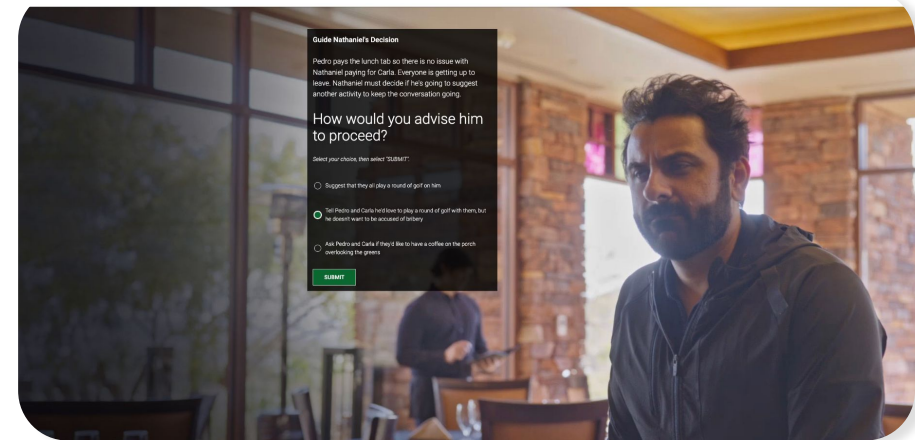 Guide Nathaniel's Decision
Pedro pays the lunch tab so there is no issue with
Nathaniel paying for Carla. Everyone is getting up to
leave. Nathaniel must decide if he's going to suggest
another activity to keep the conversation going.
How would you advise him
to proceed?
Select your choice, then select "SUBMIT".
Suggest that they all play a round of golf on him
Tell Pedro and Carla he'd love to play a round of golf with them, but
he doesn't want to be accused of bribery
Ask Pedro and Carla if they'd like to have a coffee on the porch
overlooking the greens
SUBMIT